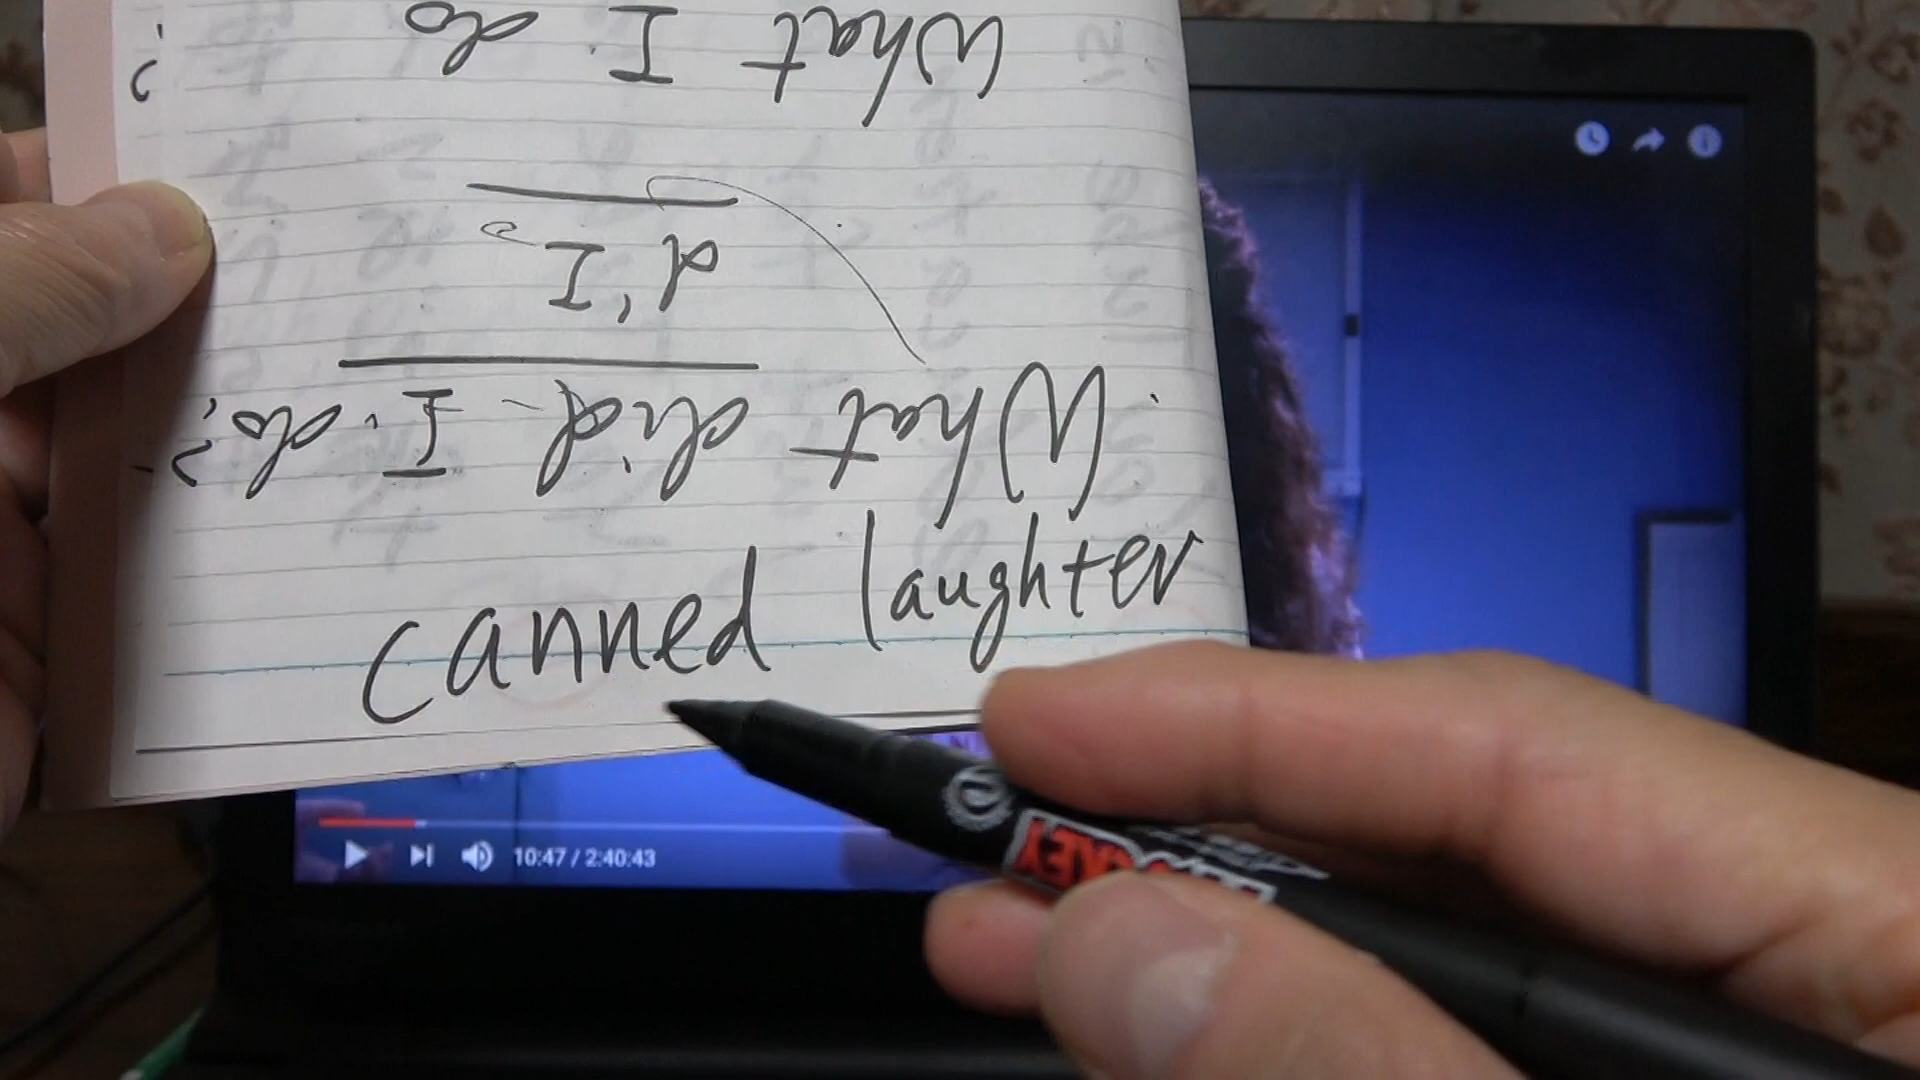 canned laughter
What did I do?
d'I
What I do
?
10:47 / 2:40:43